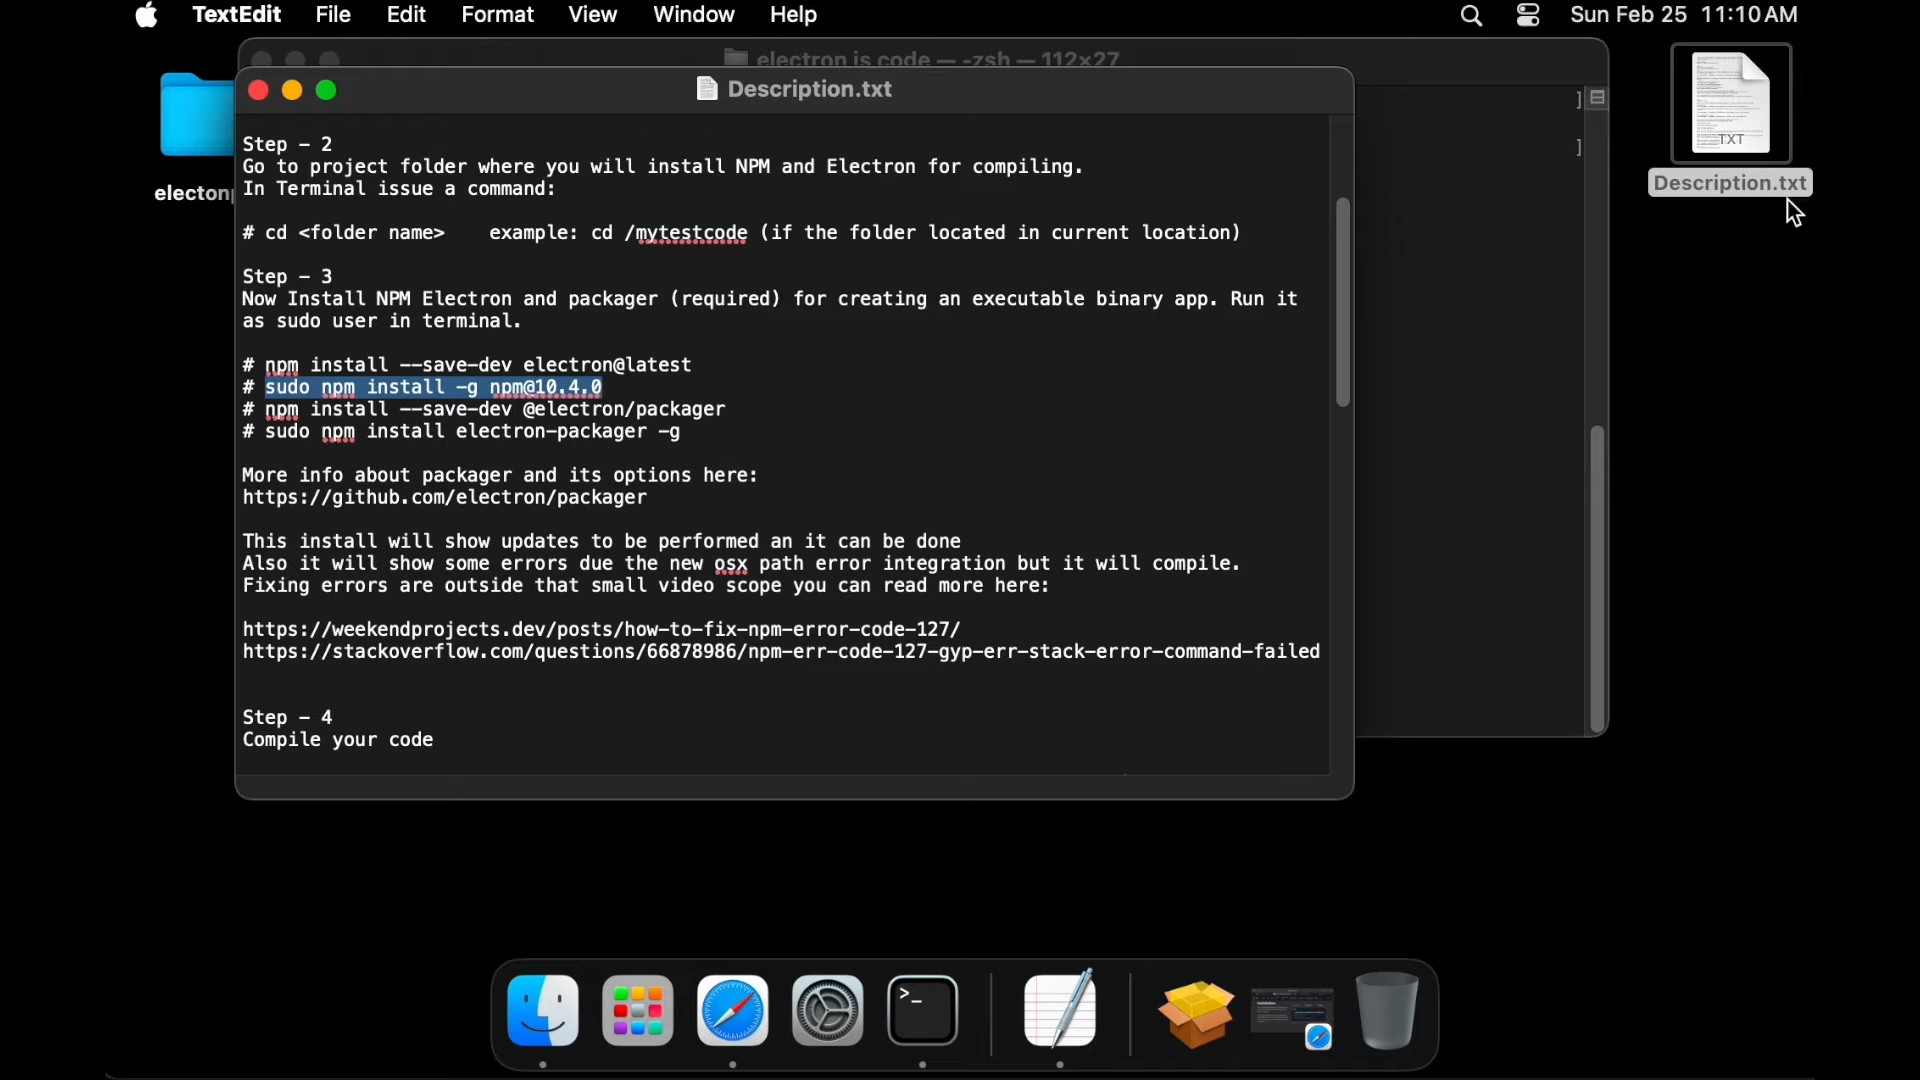 TextEdit File Edit Format View Window Help Sun Feb 25 11:10 AM
electron is code — -zsh — 112×27
Description.txt
Step - 2
Go to project folder where you will install NPM and Electron for compiling.
In Terminal issue a command:
# cd <folder name>    example: cd /mytestcode (if the folder located in current location)
Step - 3
Now Install NPM Electron and packager (required) for creating an executable binary app. Run it
as sudo user in terminal.
# npm install --save-dev electron@latest
# sudo npm install -g npm@10.4.0
# npm install --save-dev @electron/packager
# sudo npm install electron-packager -g
More info about packager and its options here:
https://github.com/electron/packager
This install will show updates to be performed an it can be done
Also it will show some errors due the new osx path error integration but it will compile.
Fixing errors are outside that small video scope you can read more here:
https://weekendprojects.dev/posts/how-to-fix-npm-error-code-127/
https://stackoverflow.com/questions/66878986/npm-err-code-127-gyp-err-stack-error-command-failed
Step - 4
Compile your code
]
]
electonp
TXT
Description.txt
>_